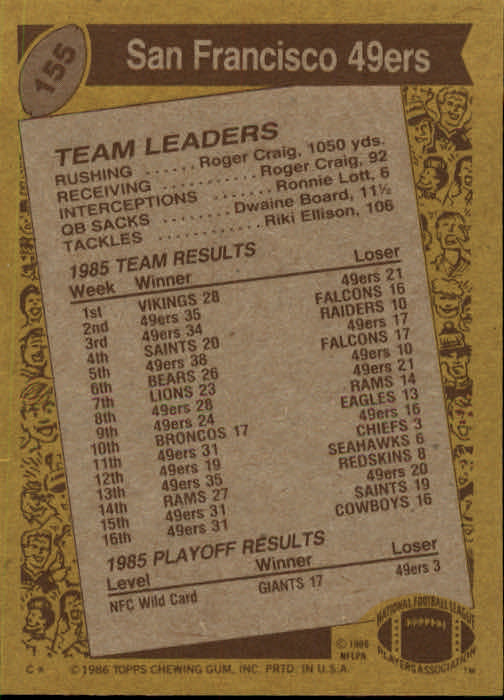 155
San Francisco 49ers
TEAM LEADERS
RUSHING ...... Roger Craig, 1050 yds.
RECEIVING ........... Roger Craig, 92
INTERCEPTIONS ....... Ronnie Lott, 6
QB SACKS ........ Dwaine Board, 11½
TACKLES ............ Riki Ellison, 106
1985 TEAM RESULTS
Week Winner Loser
1st VIKINGS 28 49ers 21
2nd 49ers 35 FALCONS 16
3rd 49ers 34 RAIDERS 10
4th SAINTS 20 49ers 17
5th 49ers 38 FALCONS 17
6th BEARS 26 49ers 10
7th LIONS 23 49ers 21
8th 49ers 28 RAMS 14
9th 49ers 24 EAGLES 13
10th BRONCOS 17 49ers 16
11th 49ers 31 CHIEFS 3
12th 49ers 19 SEAHAWKS 6
13th 49ers 35 REDSKINS 8
14th RAMS 27 49ers 20
15th 49ers 31 SAINTS 19
16th 49ers 31 COWBOYS 16
1985 PLAYOFF RESULTS
Level Winner Loser
NFC Wild Card GIANTS 17 49ers 3
© 1986
NFLPA
NATIONAL FOOTBALL LEAGUE
PLAYERS ASSOCIATION
TM
C* © 1986 TOPPS CHEWING GUM, INC. PRTD. IN U.S.A.